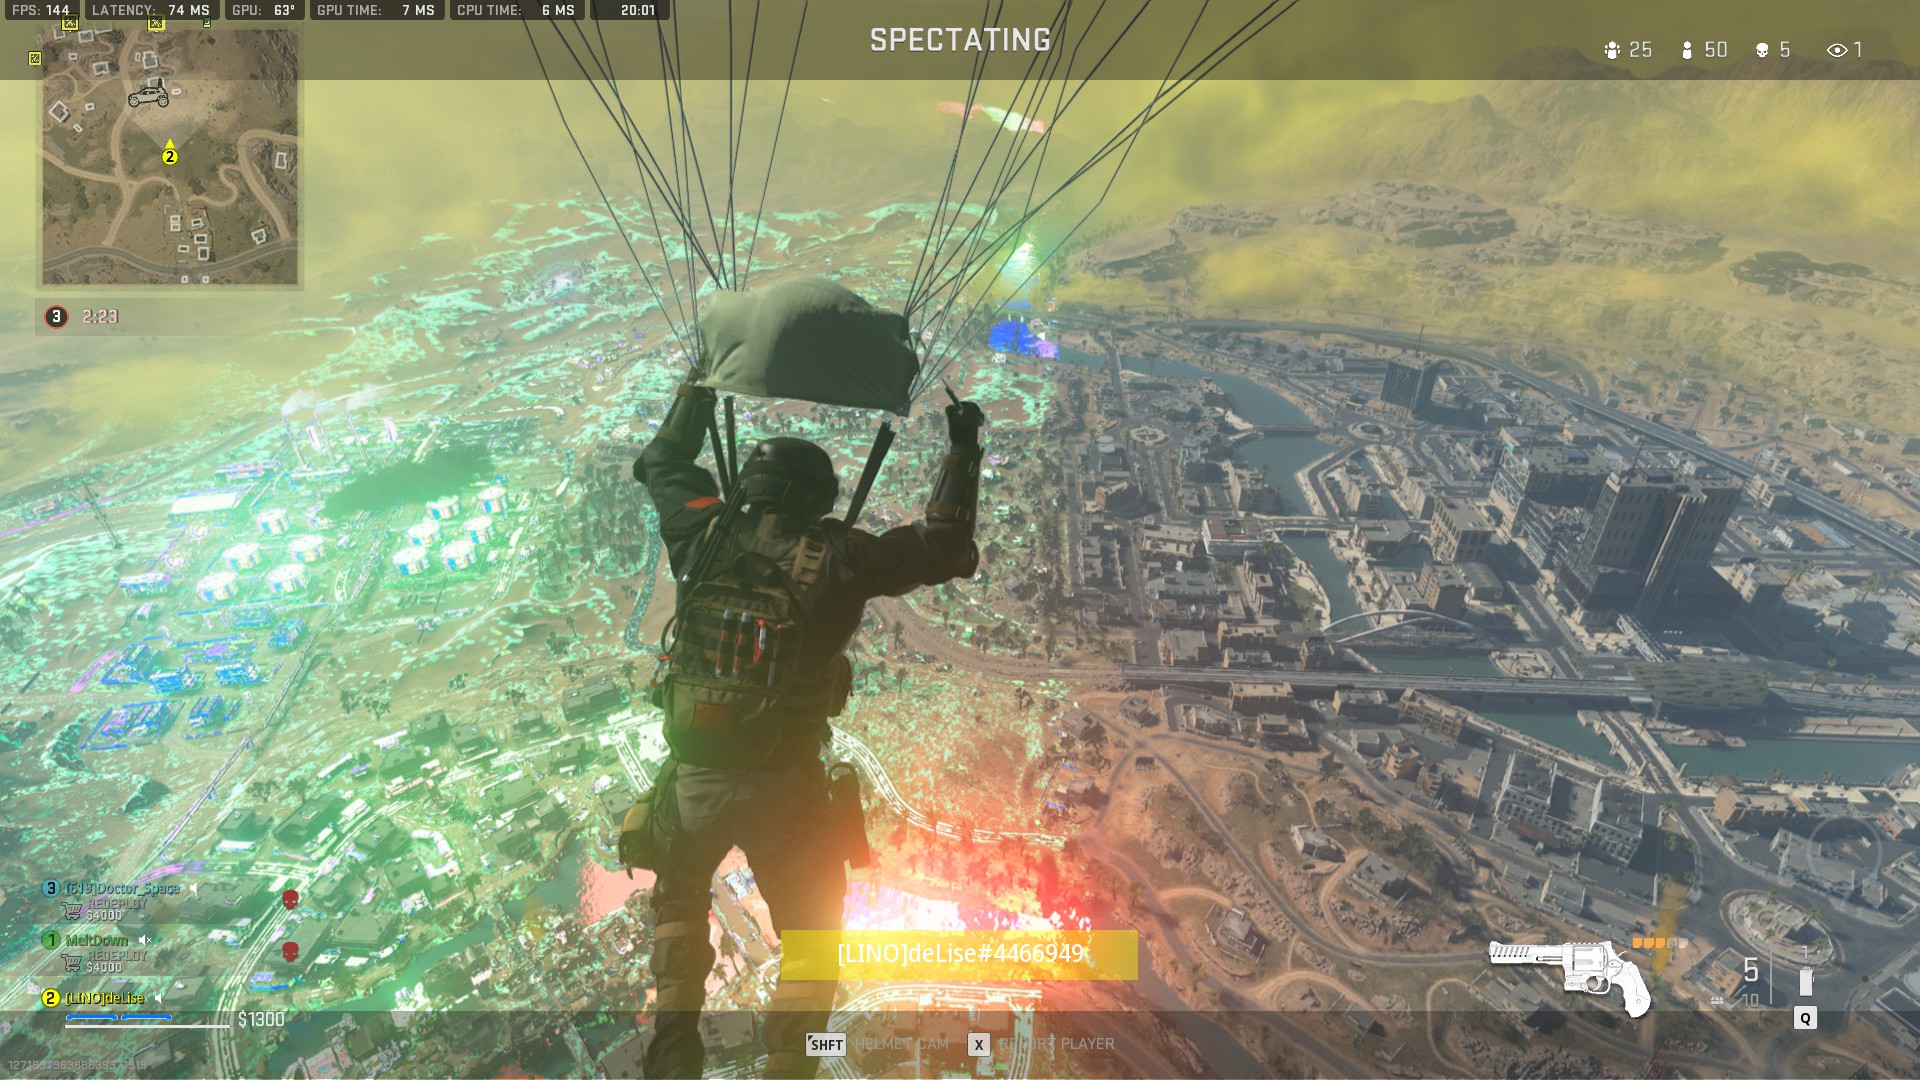 FPS: 144 LATENCY: 74 MS GPU: 63° GPU TIME: 7 MS CPU TIME: 6 MS 20:01
SPECTATING
25 50 5 1
2
3 2:23
3 [619]Doctor_Space
REDEPLOY
$4000
1 MeltDown
REDEPLOY
$4000
2 [LINO]deLise
$1300
[LINO]deLise#4466949
5
10
1
Q
SHFT HELMET CAM X REPORT PLAYER